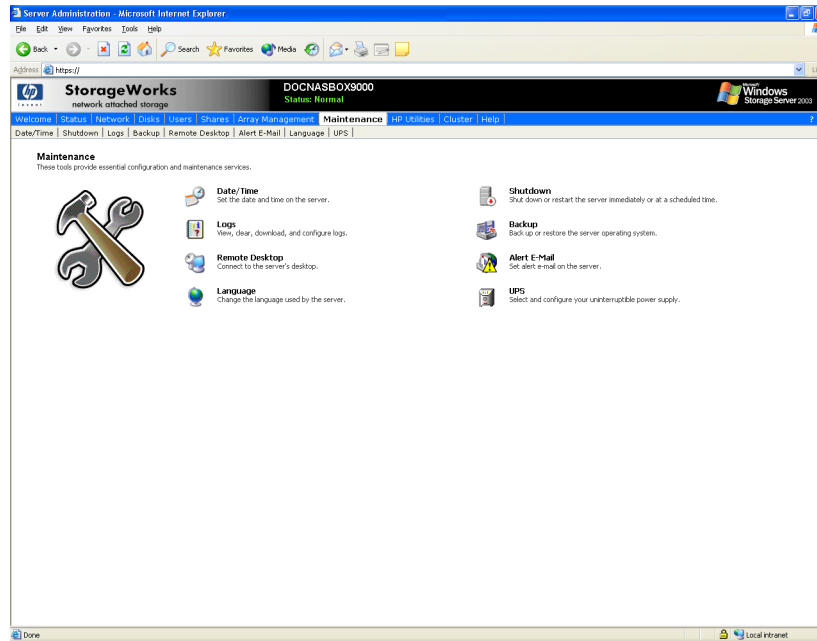 Server Administration - Microsoft Internet Explorer
File Edit View Favorites Tools Help
Back Search Favorites Media
Address https://
hp
invent
StorageWorks
network attached storage
DOCNASBOX9000
Status: Normal
Microsoft
Windows
Storage Server 2003
Welcome Status Network Disks Users Shares Array Management Maintenance HP Utilities Cluster Help ?
Date/Time Shutdown Logs Backup Remote Desktop Alert E-Mail Language UPS
Maintenance
These tools provide essential configuration and maintenance services.
Date/Time
Set the date and time on the server.
Shutdown
Shut down or restart the server immediately or at a scheduled time.
Logs
View, clear, download, and configure logs.
Backup
Back up or restore the server operating system.
Remote Desktop
Connect to the server's desktop.
Alert E-Mail
Set alert e-mail on the server.
Language
Change the language used by the server.
UPS
Select and configure your uninterruptible power supply.
Done
Local intranet